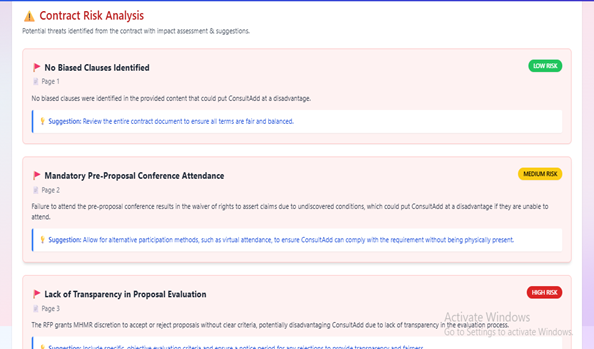 Contract Risk Analysis
Potential threats identified from the contract with impact assessment & suggestions.
No Biased Clauses Identified
LOW RISK
Page 1
No biased clauses were identified in the provided content that could put ConsultAdd at a disadvantage.
Suggestion: Review the entire contract document to ensure all terms are fair and balanced.
Mandatory Pre-Proposal Conference Attendance
MEDIUM RISK
Page 2
Failure to attend the pre-proposal conference results in the waiver of rights to assert claims due to undiscovered conditions, which could put ConsultAdd at a disadvantage if they are unable to
attend.
Suggestion: Allow for alternative participation methods, such as virtual attendance, to ensure ConsultAdd can comply with the requirement without being physically present.
Lack of Transparency in Proposal Evaluation
HIGH RISK
Page 3
The RFP grants MHMR discretion to accept or reject proposals without clear criteria, potentially disadvantaging ConsultAdd due to lack of transparency in the evaluation process.
Activate Windows
Go to Settings to activate Windows.
Suggestion: Include specific, objective evaluation criteria and ensure a notice period for any rejections to provide transparency and fairness.